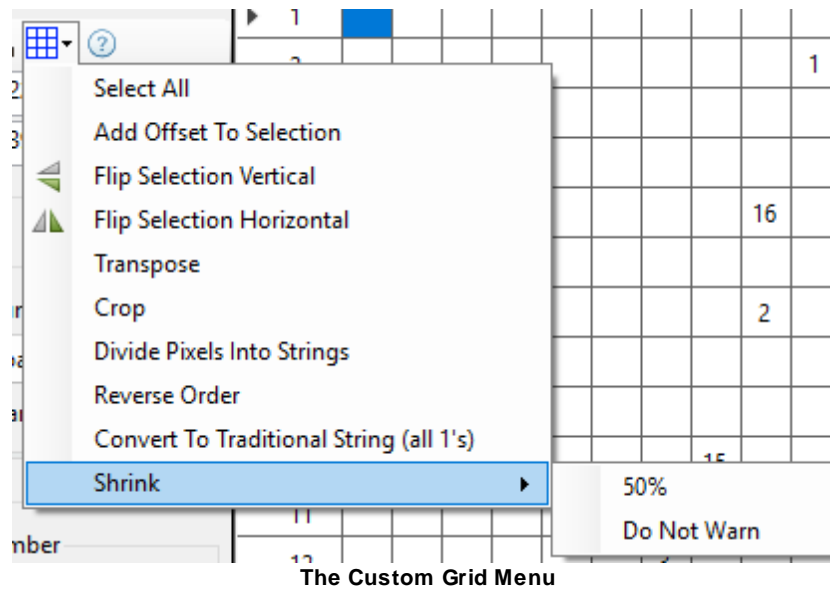 1
?
1
Select All
Add Offset To Selection
Flip Selection Vertical
16
Flip Selection Horizontal
Transpose
Crop
2
Divide Pixels Into Strings
Reverse Order
Convert To Traditional String (all 1's)
Shrink
50%
11
Do Not Warn
mber
The Custom Grid Menu